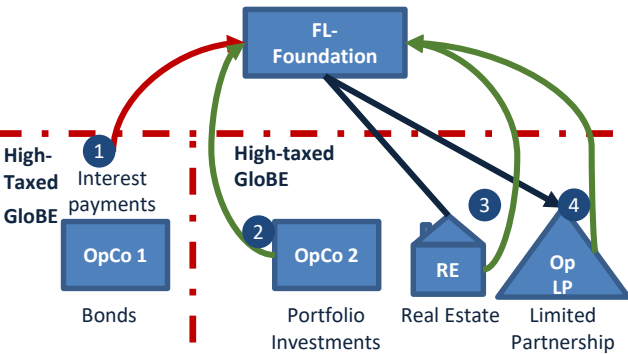 FL-
Foundation
1
High-
Taxed
GloBE
Interest
payments
OpCo 1
Bonds
High-taxed
GloBE
2
OpCo 2
Portfolio
Investments
3
RE
Real Estate
4
Op
LP
Limited
Partnership